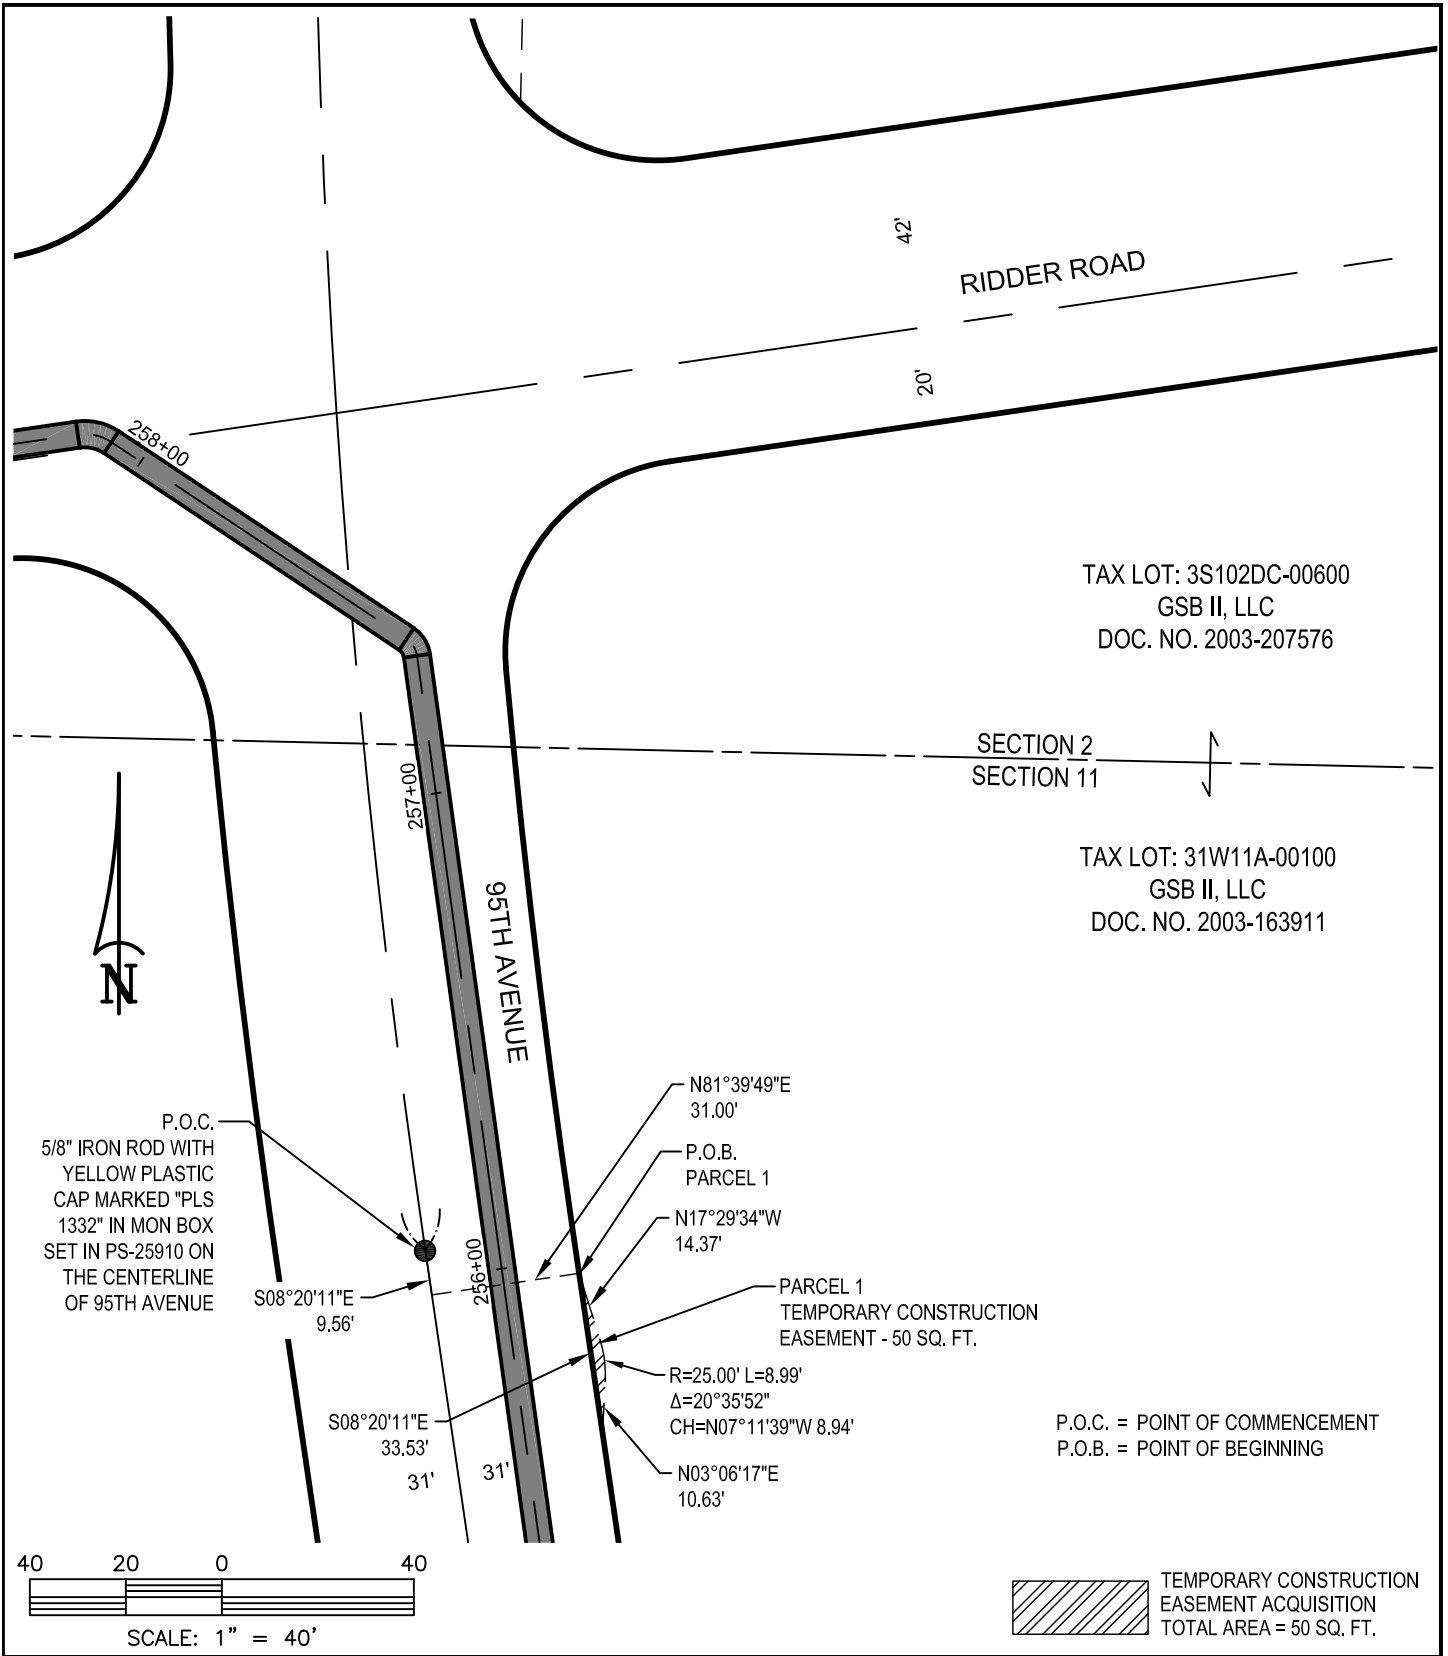 42'
RIDDER ROAD
20'
258+00
TAX LOT: 3S102DC-00600
GSB II, LLC
DOC. NO. 2003-207576
SECTION 2
SECTION 11
257+00
TAX LOT: 31W11A-00100
GSB II, LLC
DOC. NO. 2003-163911
95TH AVENUE
N
N81°39'49"E
31.00'
P.O.C.
5/8" IRON ROD WITH
YELLOW PLASTIC
CAP MARKED "PLS
1332" IN MON BOX
SET IN PS-25910 ON
THE CENTERLINE
OF 95TH AVENUE
P.O.B.
PARCEL 1
N17°29'34"W
14.37'
256+00
S08°20'11"E
9.56'
PARCEL 1
TEMPORARY CONSTRUCTION
EASEMENT - 50 SQ. FT.
R=25.00' L=8.99'
Δ=20°35'52"
CH=N07°11'39"W 8.94'
S08°20'11"E
33.53'
31'
31'
N03°06'17"E
10.63'
P.O.C. = POINT OF COMMENCEMENT
P.O.B. = POINT OF BEGINNING
40 20 0 40
SCALE: 1" = 40'
TEMPORARY CONSTRUCTION
EASEMENT ACQUISITION
TOTAL AREA = 50 SQ. FT.